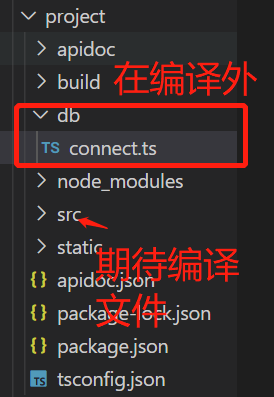 project
apidoc
build
在编译外
db
TS connect.ts
node_modules
src
static
期待编译
文件
{} apidoc.json
{} package-lock.json
{} package.json
tsconfig.json